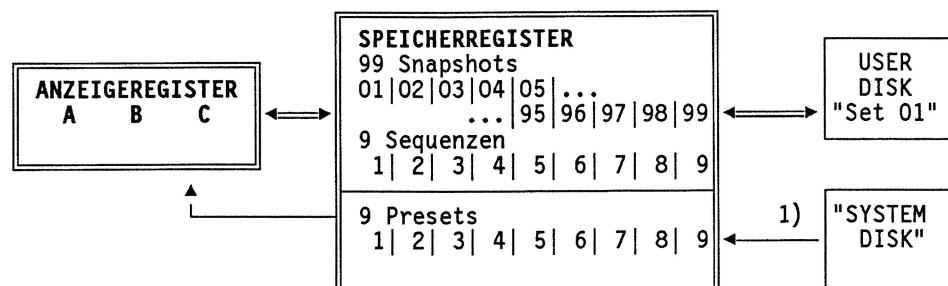 ANZEIGEREGISTER
A B C
SPEICHERREGISTER
99 Snapshots
01|02|03|04|05|...
...|95|96|97|98|99
9 Sequenzen
1| 2| 3| 4| 5| 6| 7| 8| 9
9 Presets
1| 2| 3| 4| 5| 6| 7| 8| 9
USER
DISK
"Set 01"
1)
"SYSTEM
DISK"